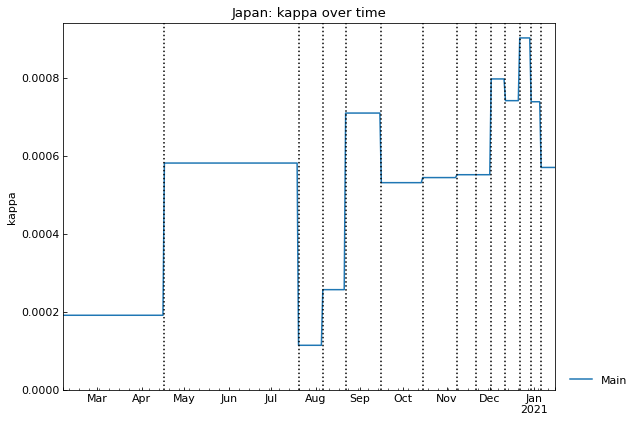 Japan: kappa over time
kappa
0.0008
0.0006
0.0004
0.0002
0.0000
Mar Apr May Jun Jul Aug Sep Oct Nov Dec Jan
2021
Main